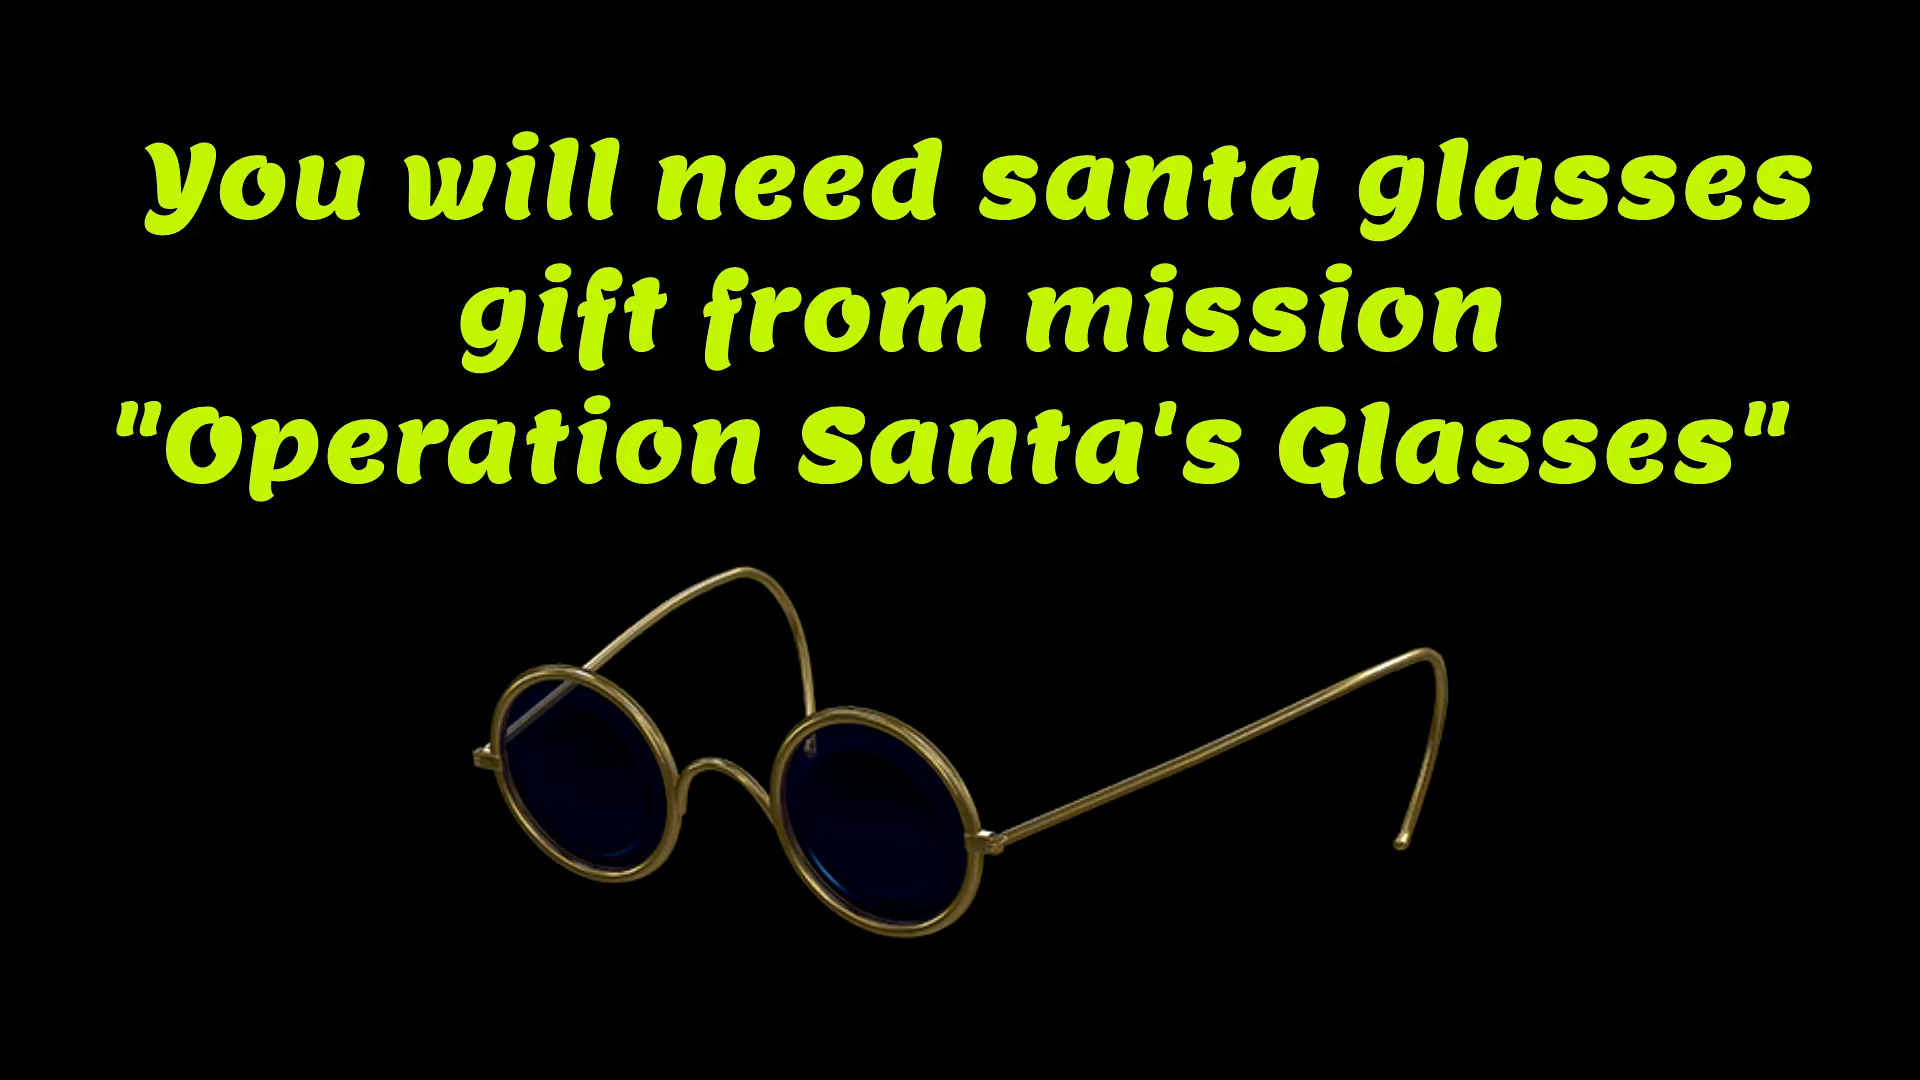 You will need santa glasses
gift from mission
"Operation Santa's Glasses"